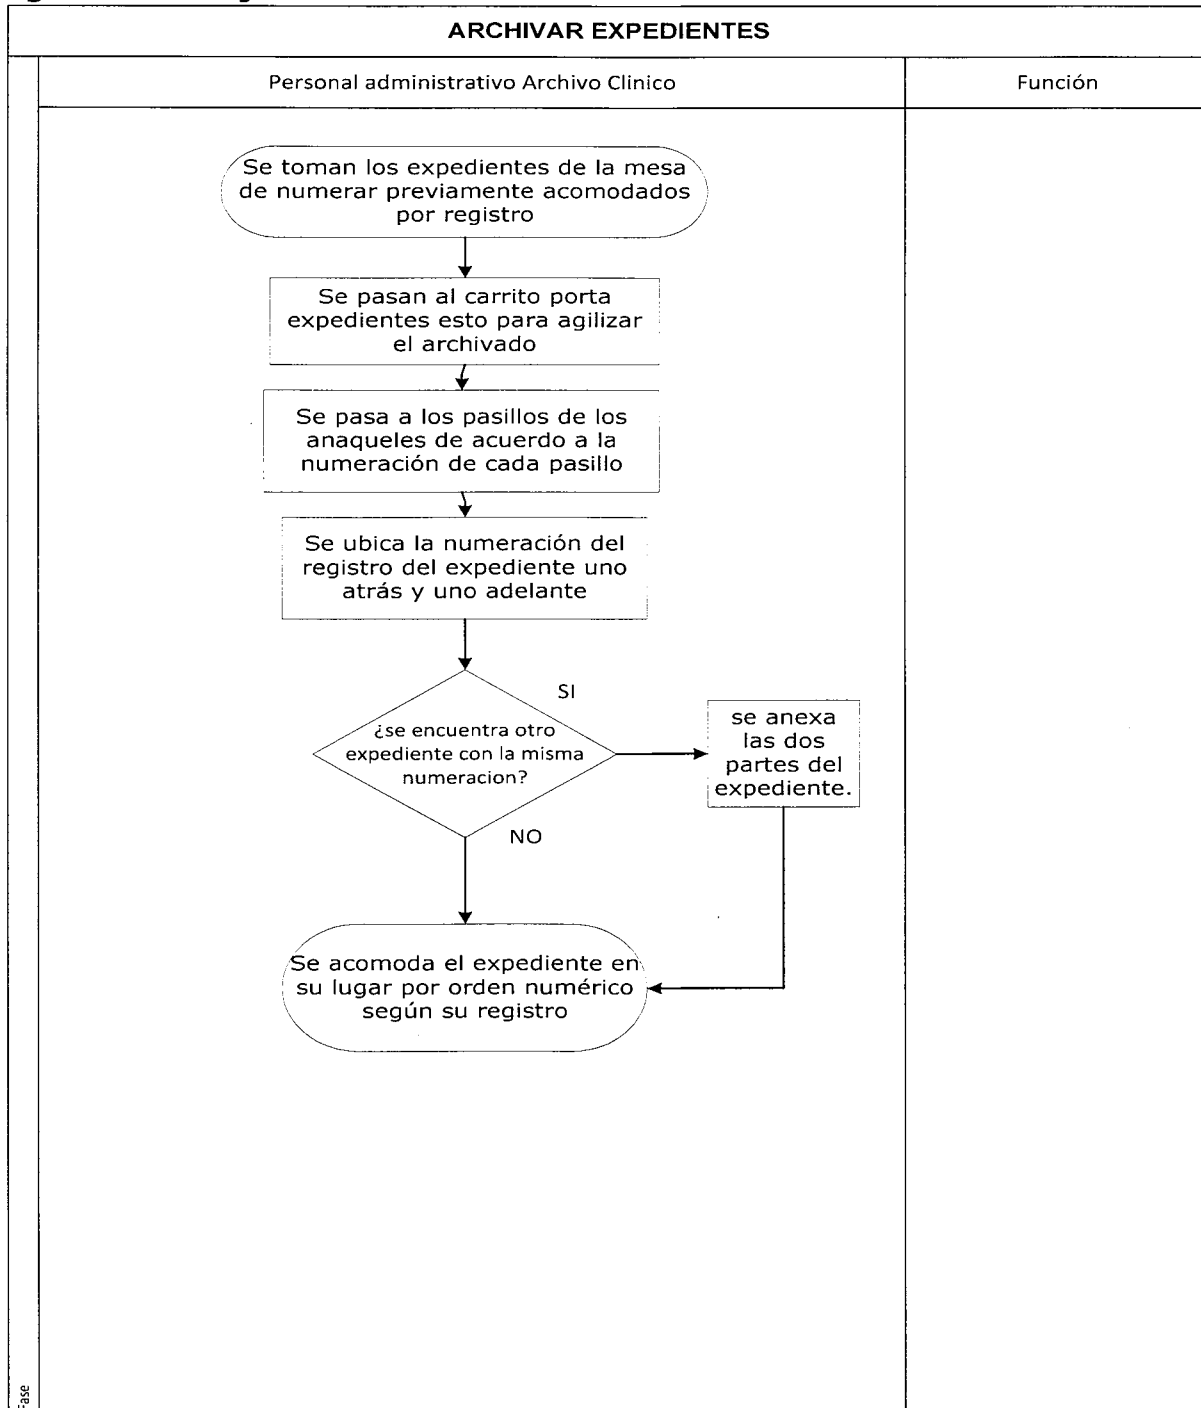 ARCHIVAR EXPEDIENTES
Personal administrativo Archivo Clinico
Función
Se toman los expedientes de la mesa
de numerar previamente acomodados
por registro
Se pasan al carrito porta
expedientes esto para agilizar
el archivado
Se pasa a los pasillos de los
anaqueles de acuerdo a la
numeración de cada pasillo
Se ubica la numeración del
registro del expediente uno
atrás y uno adelante
SI
¿se encuentra otro
expediente con la misma
numeracion?
se anexa
las dos
partes del
expediente.
NO
Se acomoda el expediente en
su lugar por orden numérico
según su registro
Fase